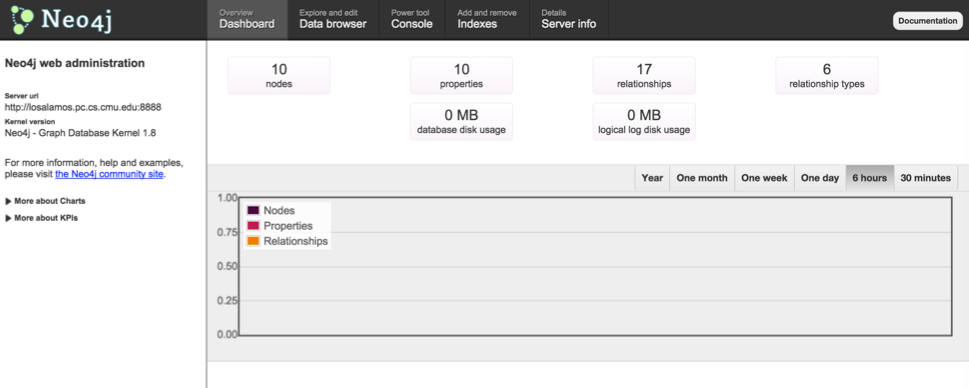 Neo4j
Overview
Dashboard
Explore and edit
Data browser
Power tool
Console
Add and remove
Indexes
Details
Server info
Documentation
Neo4j web administration
Server url
http://losalamos.pc.cs.cmu.edu:8888
Kernel version
Neo4j - Graph Database Kernel 1.8
For more information, help and examples,
please visit the Neo4j community site.
More about Charts
More about KPIs
10
nodes
10
properties
17
relationships
6
relationship types
0 MB
database disk usage
0 MB
logical log disk usage
Year
One month
One week
One day
6 hours
30 minutes
1.00
0.75
0.50
0.25
0.00
Nodes
Properties
Relationships